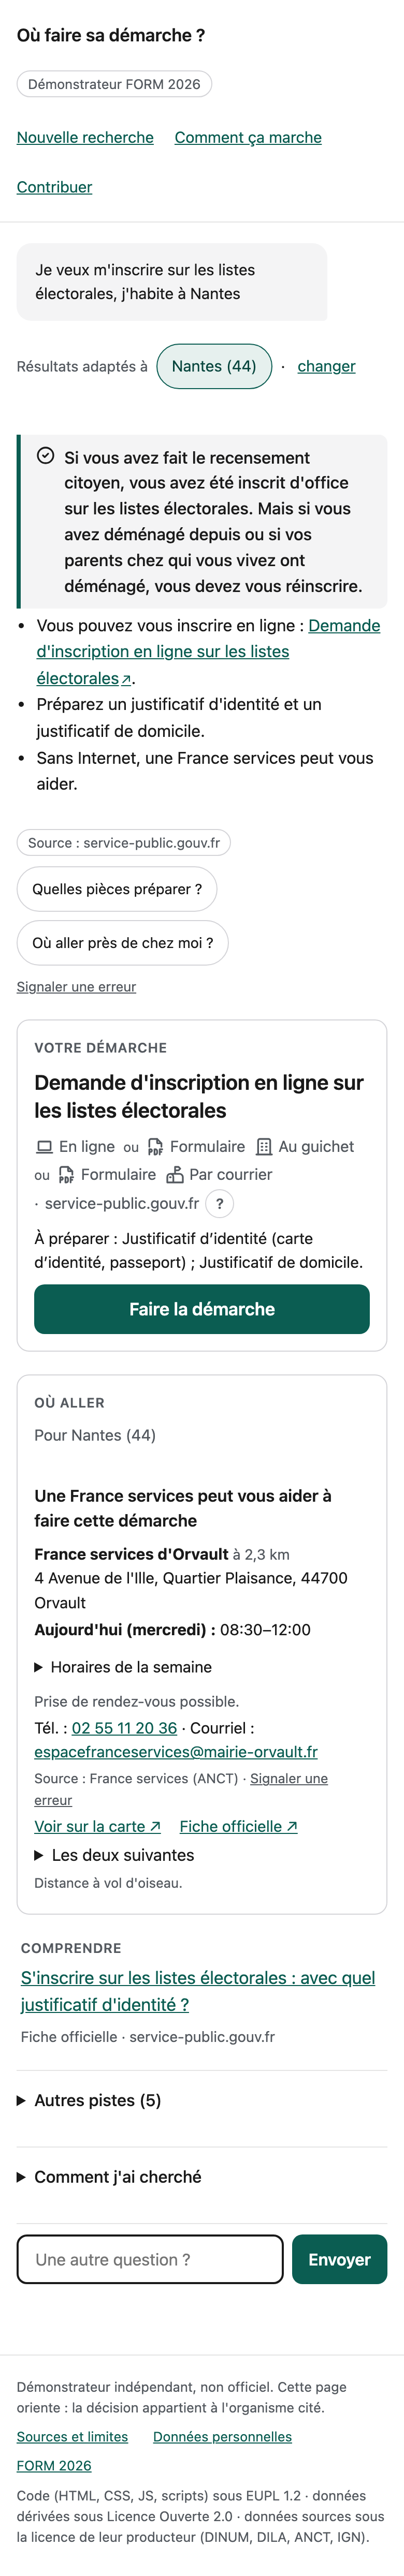 Où faire sa démarche ?
Démonstrateur FORM 2026
Nouvelle recherche Comment ça marche
Contribuer
Je veux m'inscrire sur les listes
électorales, j'habite à Nantes
Résultats adaptés à Nantes (44) · changer
Si vous avez fait le recensement
citoyen, vous avez été inscrit d'office
sur les listes électorales. Mais si vous
avez déménagé depuis ou si vos
parents chez qui vous vivez ont
déménagé, vous devez vous réinscrire.
• Vous pouvez vous inscrire en ligne : Demande
d'inscription en ligne sur les listes
électorales↗.
• Préparez un justificatif d'identité et un
justificatif de domicile.
• Sans Internet, une France services peut vous
aider.
Source : service-public.gouv.fr
Quelles pièces préparer ?
Où aller près de chez moi ?
Signaler une erreur
VOTRE DÉMARCHE
Demande d'inscription en ligne sur
les listes électorales
En ligne ou PDF Formulaire Au guichet
ou PDF Formulaire Par courrier
· service-public.gouv.fr ?
À préparer : Justificatif d’identité (carte
d’identité, passeport) ; Justificatif de domicile.
Faire la démarche
OÙ ALLER
Pour Nantes (44)
Une France services peut vous aider à
faire cette démarche
France services d'Orvault à 2,3 km
4 Avenue de l'Ille, Quartier Plaisance, 44700
Orvault
Aujourd'hui (mercredi) : 08:30–12:00
▶ Horaires de la semaine
Prise de rendez-vous possible.
Tél. : 02 55 11 20 36 · Courriel :
espacefranceservices@mairie-orvault.fr
Source : France services (ANCT) · Signaler une
erreur
Voir sur la carte ↗ Fiche officielle ↗
▶ Les deux suivantes
Distance à vol d'oiseau.
COMPRENDRE
S'inscrire sur les listes électorales : avec quel
justificatif d'identité ?
Fiche officielle · service-public.gouv.fr
▶ Autres pistes (5)
▶ Comment j'ai cherché
Une autre question ? Envoyer
Démonstrateur indépendant, non officiel. Cette page
oriente : la décision appartient à l'organisme cité.
Sources et limites Données personnelles
FORM 2026
Code (HTML, CSS, JS, scripts) sous EUPL 1.2 · données
dérivées sous Licence Ouverte 2.0 · données sources sous
la licence de leur producteur (DINUM, DILA, ANCT, IGN).